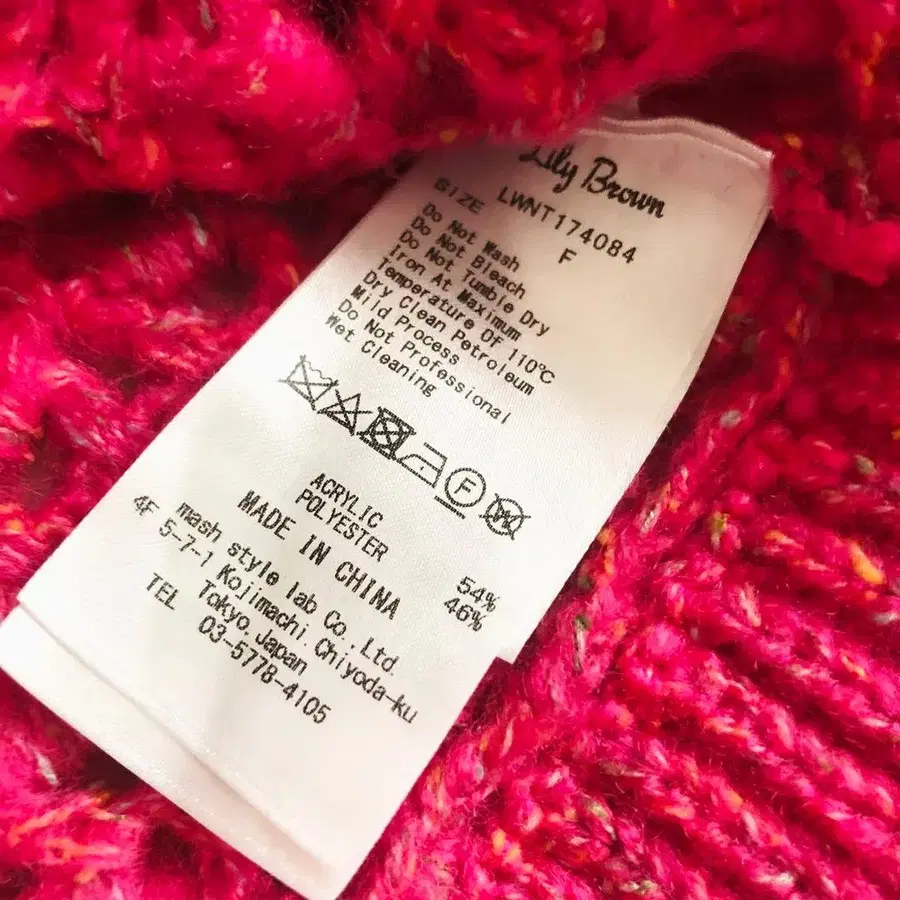 Lily Brown
LWNT174084
SIZE F
Do Not Wash
Do Not Bleach
Do Not Tumble Dry
Iron At Maximum
Temperature Of 110℃
Dry Clean Petroleum
Mild Process
Do Not Professional
Wet Cleaning
F
W
ACRYLIC 54%
POLYESTER 46%
MADE IN CHINA
mash style lab Co., Ltd.
4F 5-7-1 Kojimachi, Chiyoda-ku
Tokyo, Japan
TEL 03-5778-4105